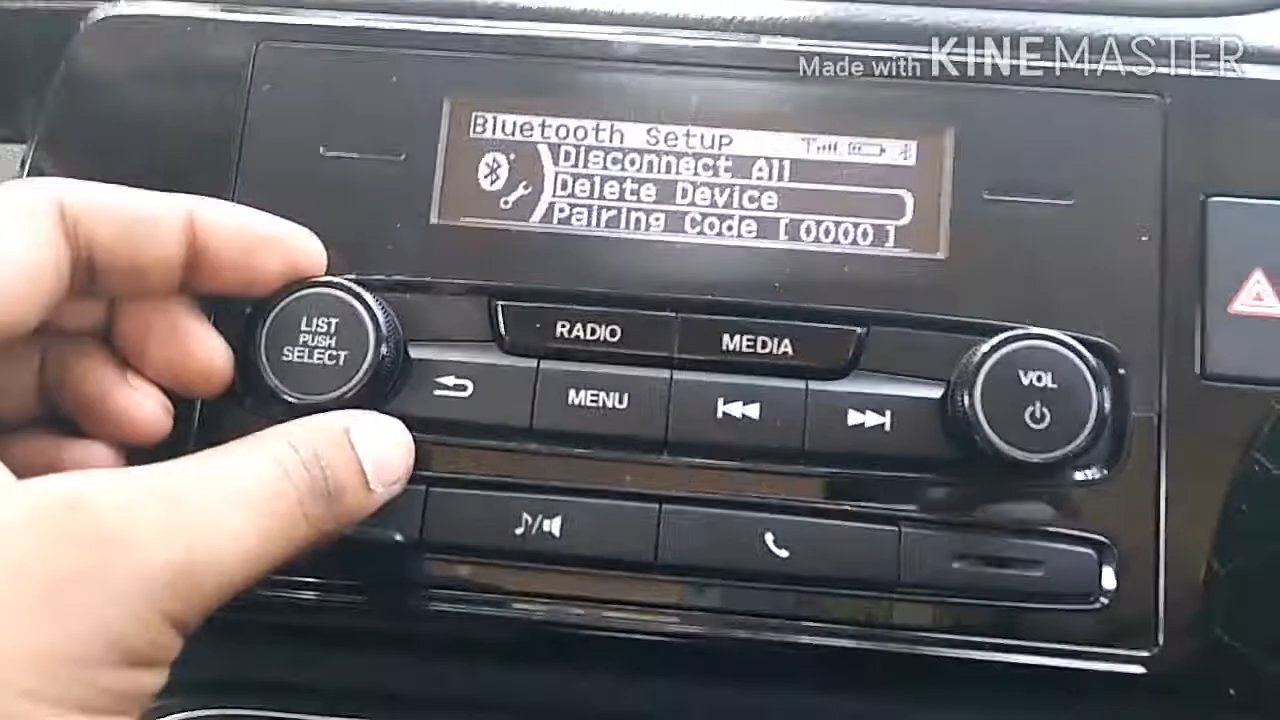 Made with KINEMASTER
Bluetooth Setup
Disconnect All
Delete Device
Pairing Code [0000]
LIST
PUSH
SELECT
RADIO
MEDIA
MENU
VOL